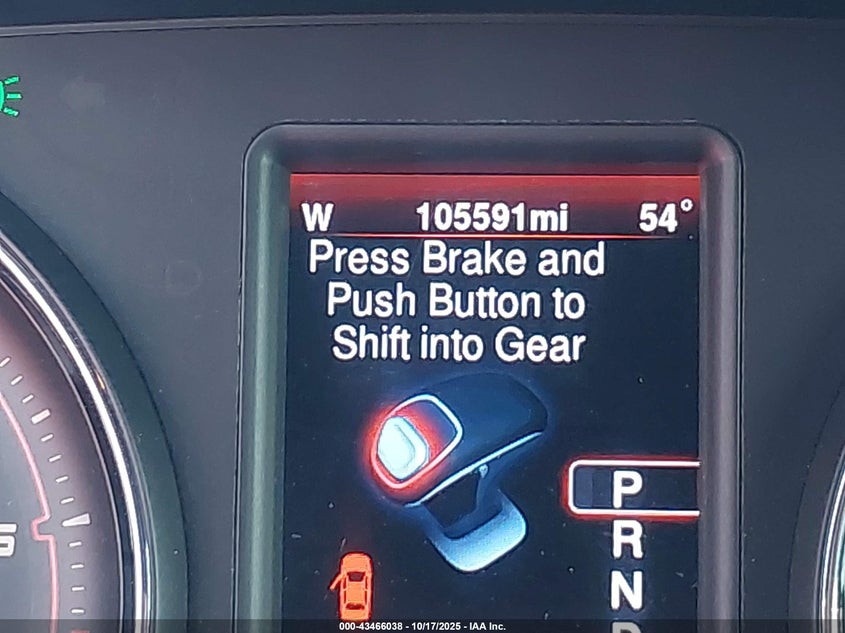 W 105591mi 54°
Press Brake and
Push Button to
Shift into Gear
P
R
N
000-43466038 - 10/17/2025 - IAA Inc.